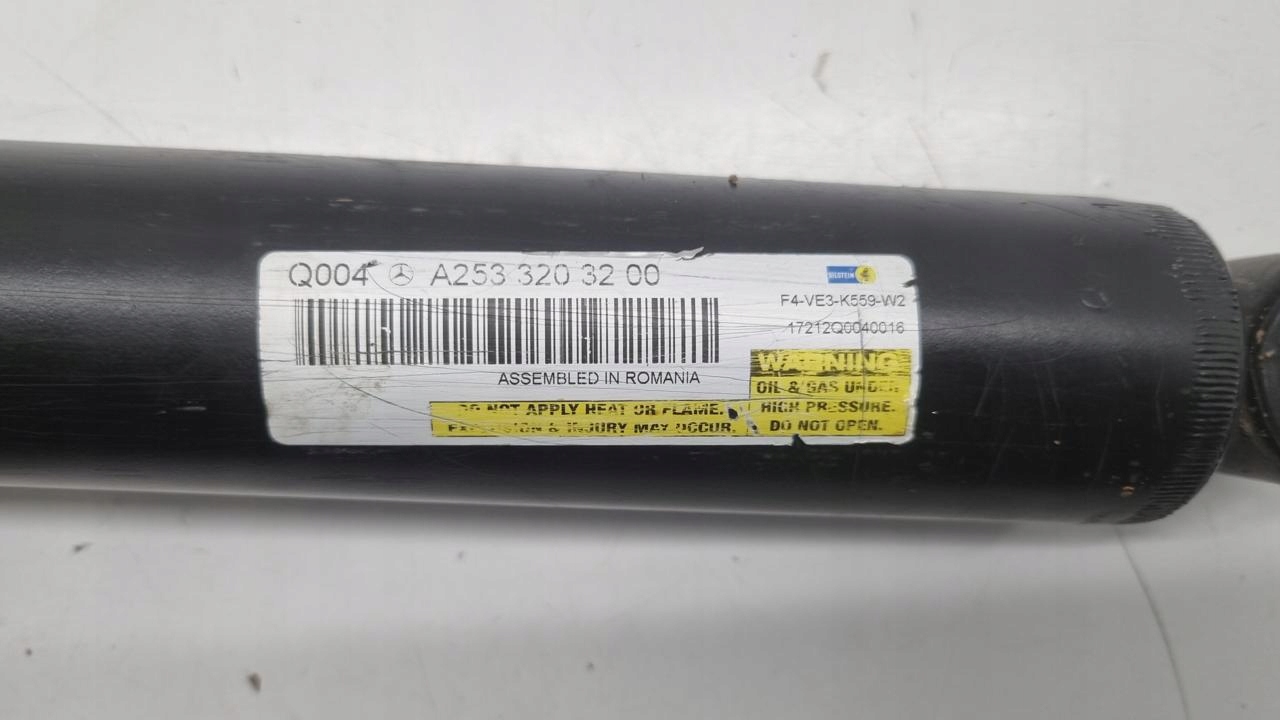 Q004 A253 320 32 00
BILSTEIN
F4-VE3-K559-W2
17212Q0040016
ASSEMBLED IN ROMANIA
WARNING
OIL & GAS UNDER
HIGH PRESSURE.
DO NOT OPEN.
DO NOT APPLY HEAT OR FLAME.
EXPLOSION & INJURY MAY OCCUR.